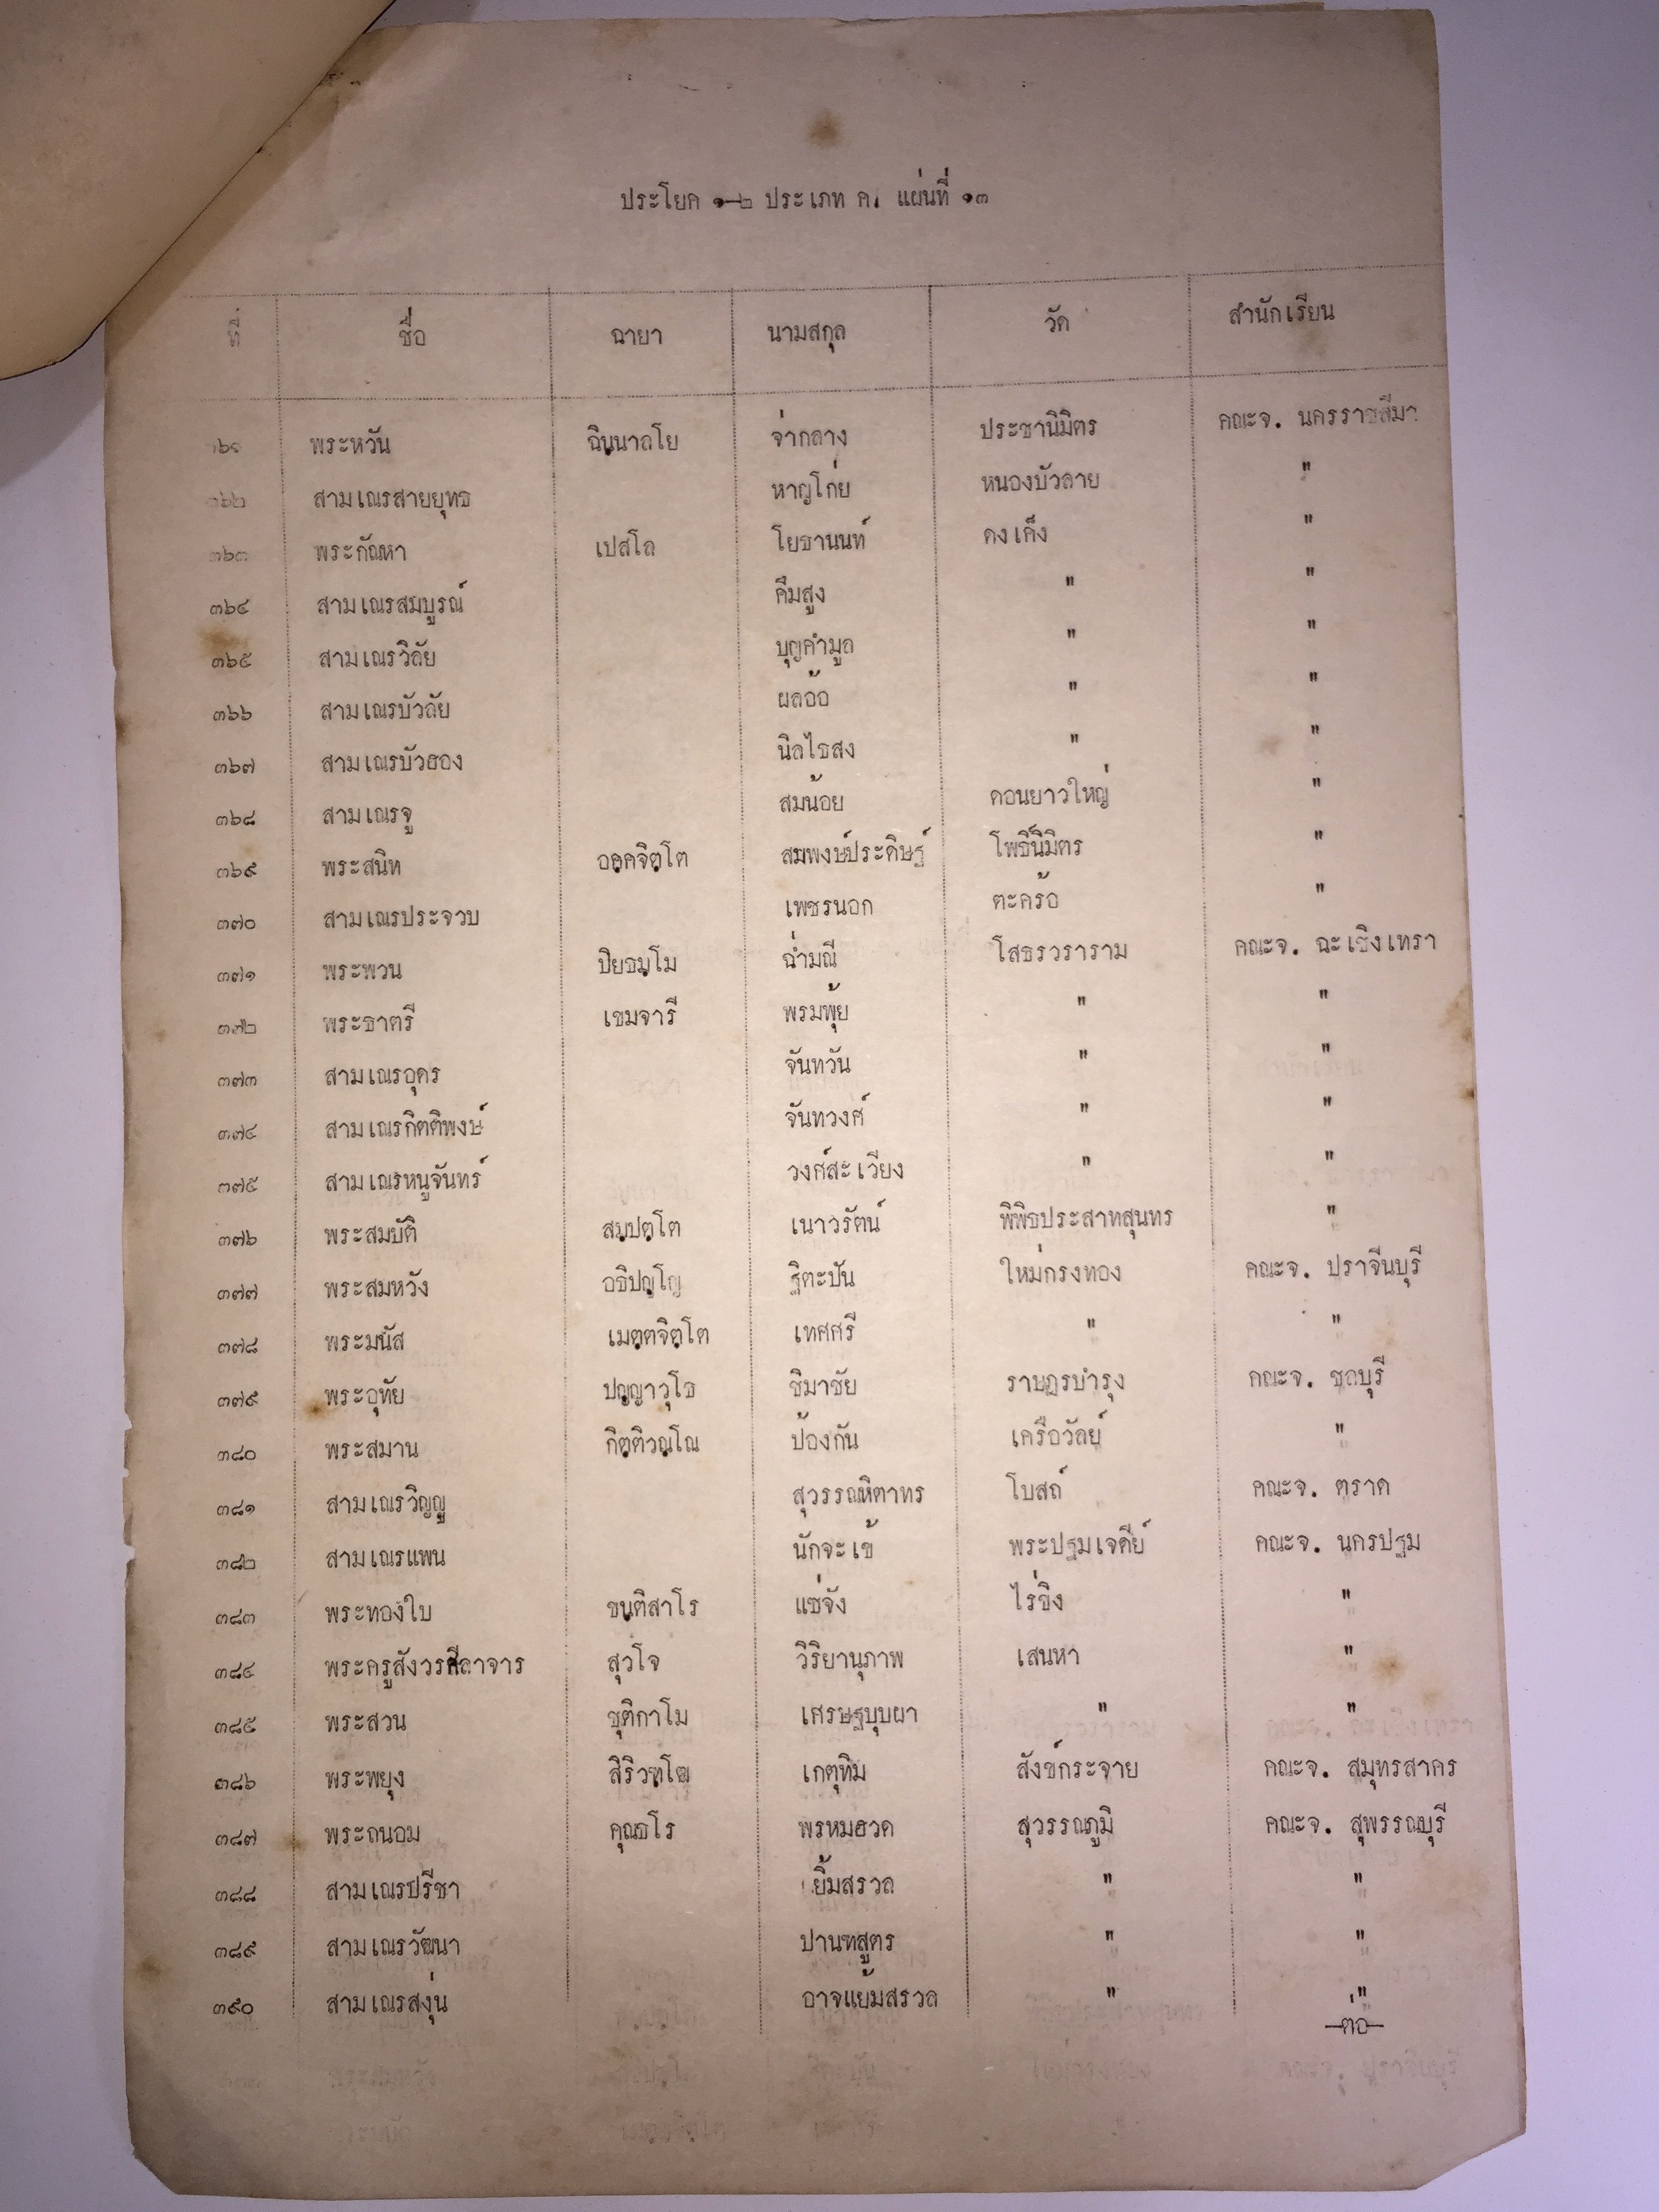 ประโยค ๑-๒ ประเภท ค. แผ่นที่ ๑๓
ที่ ชื่อ ฉายา นามสกุล วัด สำนักเรียน
๓๖๑ พระหวัน ฉินฺนาลโย จ่ากลาง ประชานิมิตร คณะจ. นครราชสีมา
๓๖๒ สามเณรสายยุทธ หาญโก่ย หนองบัวลาย "
๓๖๓ พระกัณหา เปสโล โยธานนท์ ดงเค็ง "
๓๖๔ สามเณรสมบูรณ์ คึมสูง " "
๓๖๕ สามเณรวิลัย บุญคำมูล " "
๓๖๖ สามเณรบัวลัย ผลอ้อ " "
๓๖๗ สามเณรบัวฮอง นิลไธสง " "
๓๖๘ สามเณรจู สมน้อย ดอนยาวใหญ่ "
๓๖๙ พระสนิท อคฺคจิตฺโต สมพงษ์ประดิษฐ์ โพธิ์นิมิตร "
๓๗๐ สามเณรประจวบ เพชรนอก ตะคร้อ "
๓๗๑ พระพวน ปิยธมฺโม ฉ่ำมณี โสธรวราราม คณะจ. ฉะเชิงเทรา
๓๗๒ พระธาตรี เขมจารี พรมพุ้ย " "
๓๗๓ สามเณรอุดร จันทวัน " "
๓๗๔ สามเณรกิตติพงษ์ จันทวงศ์ " "
๓๗๕ สามเณรหนูจันทร์ วงศ์สะเวียง " "
๓๗๖ พระสมบัติ สมฺปตฺโต เนาวรัตน์ พิพิธประสาทสุนทร "
๓๗๗ พระสมหวัง อธิปญฺโญ ฐิตะปัน ใหม่กรงทอง คณะจ. ปราจีนบุรี
๓๗๘ พระมนัส เมตฺตจิตฺโต เทศศรี " "
๓๗๙ พระอุทัย ปญฺญาวุโธ ชิมาชัย ราษฎรบำรุง คณะจ. ชลบุรี
๓๘๐ พระสมาน กิตฺติวณฺโณ ป้องกัน เครือวัลย์ "
๓๘๑ สามเณรวิญญู สุวรรณหิตาทร โบสถ์ คณะจ. ตราด
๓๘๒ สามเณรแพน นักจะเข้ พระปฐมเจดีย์ คณะจ. นครปฐม
๓๘๓ พระทองใบ ขนฺติสาโร แซ่จัง ไร่ขิง "
๓๘๔ พระครูสังวรศีลาจาร สุวโจ วิริยานุภาพ เสนหา "
๓๘๕ พระสวน ชุติกาโม เศรษฐบุบผา " "
๓๘๖ พระพยุง สิริวฑฺโฒ เกตุทิม สังข์กระจาย คณะจ. สมุทรสาคร
๓๘๗ พระถนอม คุณธโร พรหมฮวด สุวรรณภูมิ คณะจ. สุพรรณบุรี
๓๘๘ สามเณรปรีชา ยิ้มสรวล " "
๓๘๙ สามเณรวัฒนา ปานฑสูตร " "
๓๙๐ สามเณรสงุ่น อาจแย้มสรวล " "
-๓๐-